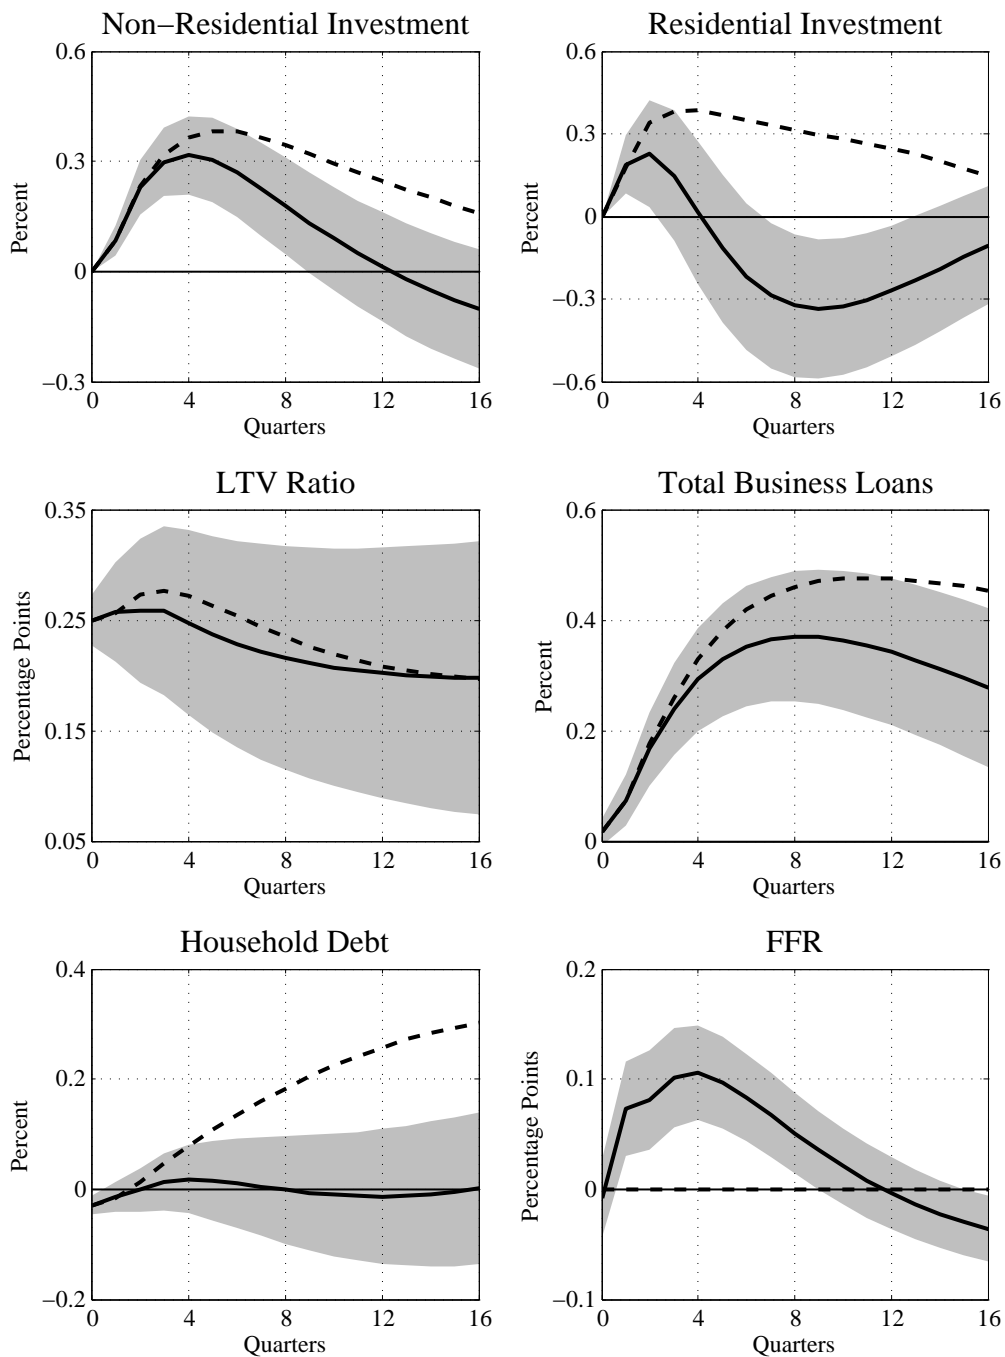 Non−Residential Investment
Percent
0.6
0.3
0
−0.3
0 4 8 12 16
Quarters
Residential Investment
Percent
0.6
0.3
0
−0.3
−0.6
0 4 8 12 16
Quarters
LTV Ratio
Percentage Points
0.35
0.25
0.15
0.05
0 4 8 12 16
Quarters
Total Business Loans
Percent
0.6
0.4
0.2
0
0 4 8 12 16
Quarters
Household Debt
Percent
0.4
0.2
0
−0.2
0 4 8 12 16
Quarters
FFR
Percentage Points
0.2
0.1
0
−0.1
0 4 8 12 16
Quarters